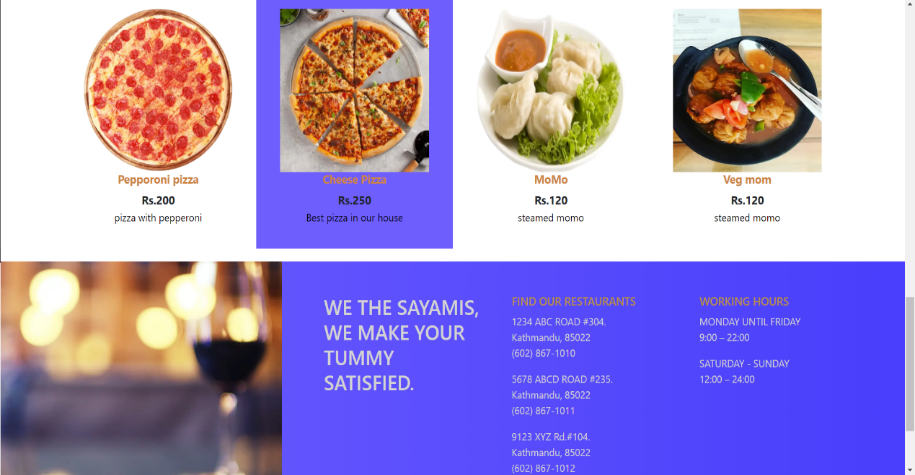 Pepporoni pizza
Rs.200
pizza with pepperoni
Cheese Pizza
Rs.250
Best pizza in our house
MoMo
Rs.120
steamed momo
Veg mom
Rs.120
steamed momo
WE THE SAYAMIS,
WE MAKE YOUR
TUMMY
SATISFIED.
FIND OUR RESTAURANTS
1234 ABC ROAD #304.
Kathmandu, 85022
(602) 867-1010
5678 ABCD ROAD #235.
Kathmandu, 85022
(602) 867-1011
9123 XYZ Rd.#104.
Kathmandu, 85022
(602) 867-1012
WORKING HOURS
MONDAY UNTIL FRIDAY
9:00 – 22:00
SATURDAY - SUNDAY
12:00 – 24:00